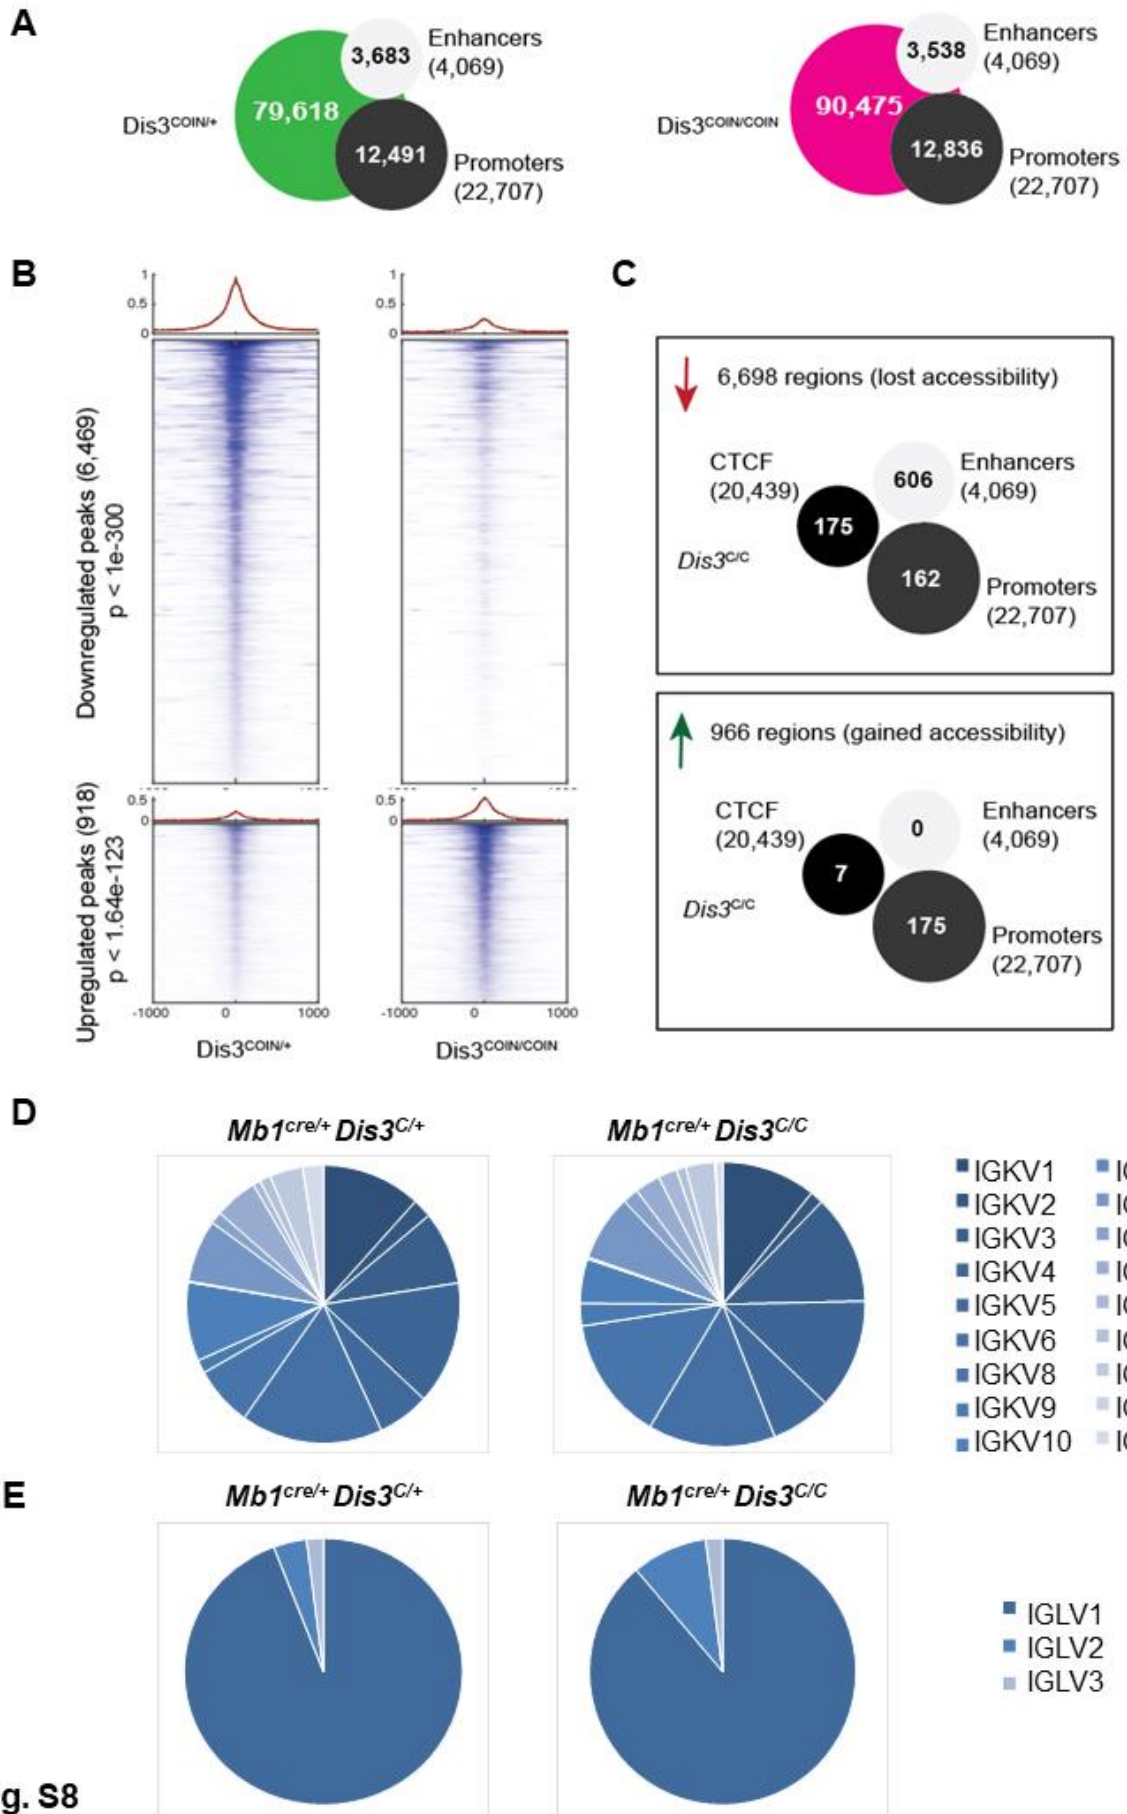 A
Dis3COIN/+
79,618
3,683
Enhancers
(4,069)
12,491
Promoters
(22,707)
Dis3COIN/COIN
90,475
3,538
Enhancers
(4,069)
12,836
Promoters
(22,707)
B
Downregulated peaks (6,469)
p < 1e-300
1
0.5
0
1
0.5
0
Upregulated peaks (918)
p < 1.64e-123
0.5
0
0.5
0
-1000 0 1000
-1000 0 1000
Dis3COIN/+
Dis3COIN/COIN
C
6,698 regions (lost accessibility)
CTCF
(20,439)
175
606
Enhancers
(4,069)
Dis3C/C
162
Promoters
(22,707)
966 regions (gained accessibility)
CTCF
(20,439)
7
0
Enhancers
(4,069)
Dis3C/C
175
Promoters
(22,707)
D
Mb1cre/+ Dis3C/+
Mb1cre/+ Dis3C/C
IGKV1
IGKV2
IGKV3
IGKV4
IGKV5
IGKV6
IGKV8
IGKV9
IGKV10
E
Mb1cre/+ Dis3C/+
Mb1cre/+ Dis3C/C
IGLV1
IGLV2
IGLV3
g. S8